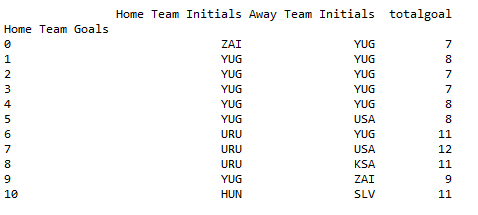 Home Team Initials Away Team Initials totalgoal
Home Team Goals
0 ZAI YUG 7
1 YUG YUG 8
2 YUG YUG 7
3 YUG YUG 7
4 YUG YUG 8
5 YUG USA 8
6 URU YUG 11
7 URU USA 12
8 URU KSA 11
9 YUG ZAI 9
10 HUN SLV 11